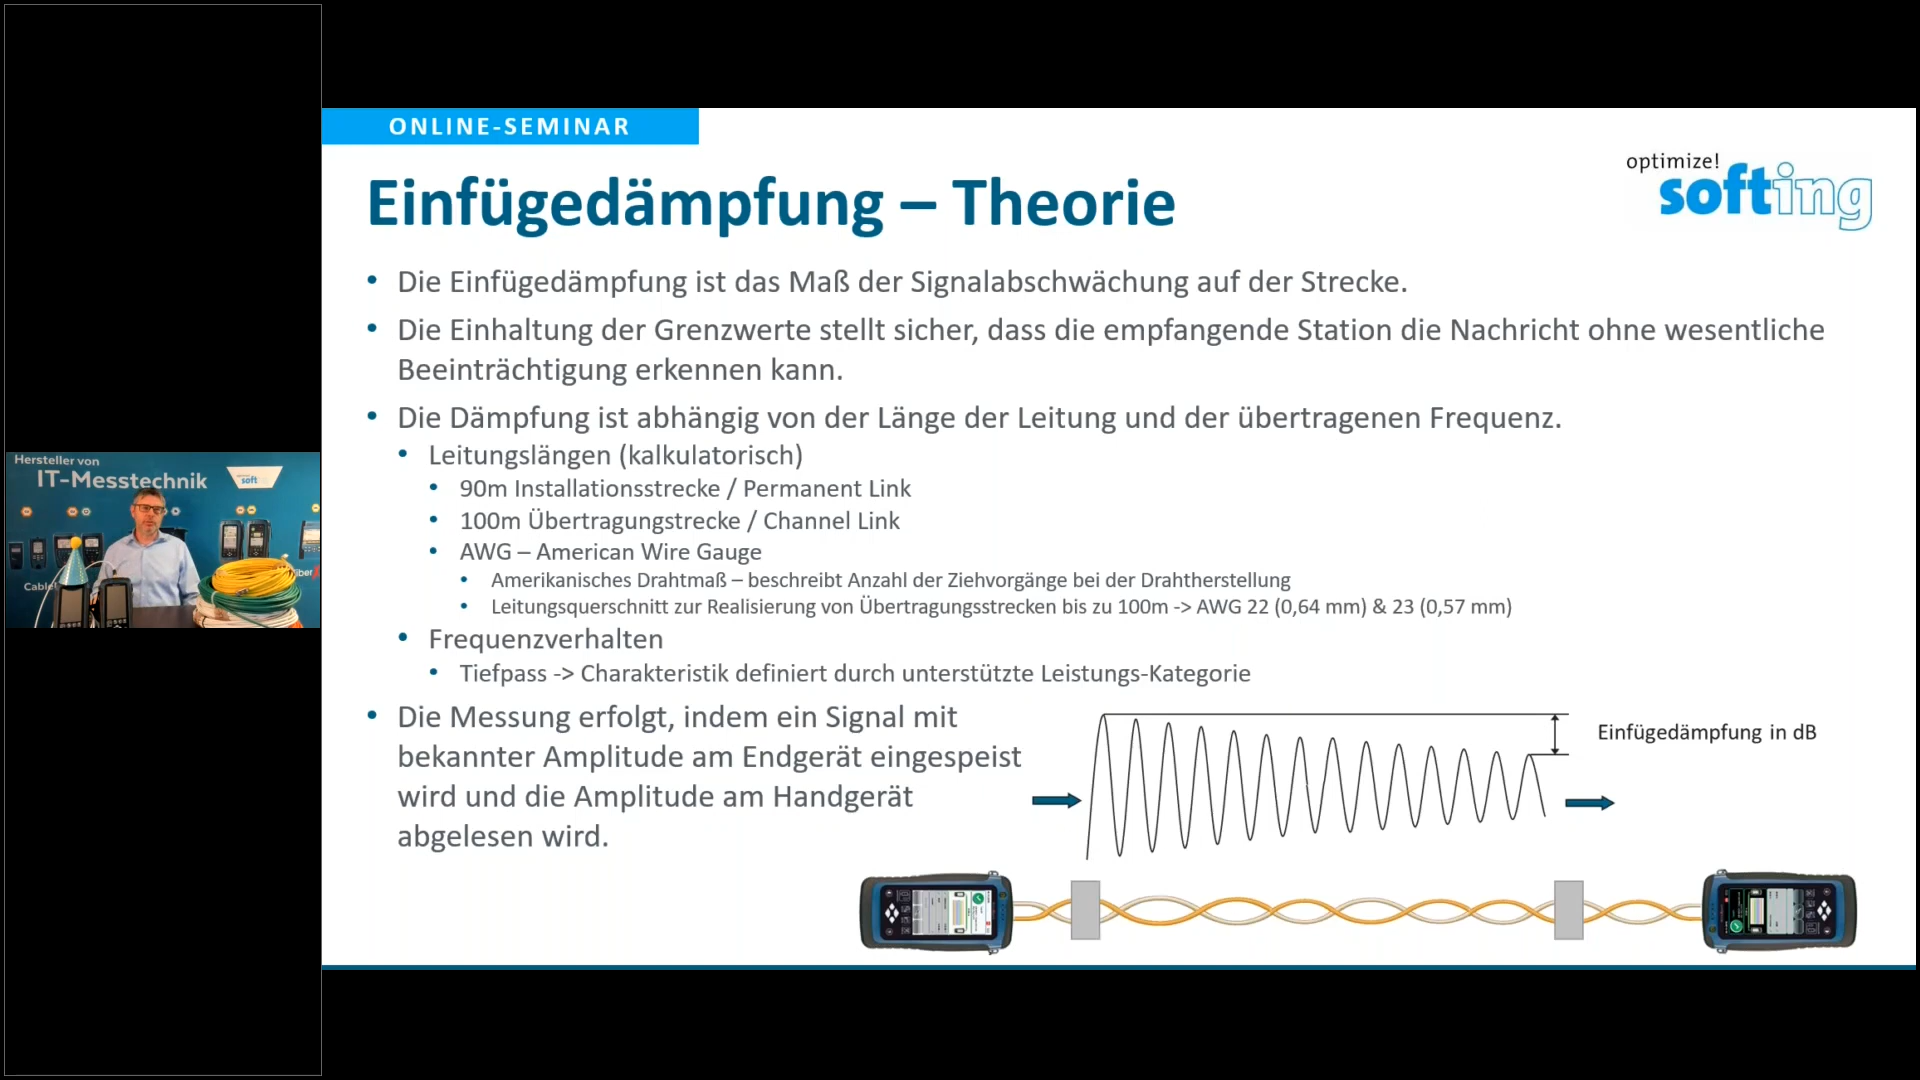 ONLINE-SEMINAR
optimize!
softing
Einfügedämpfung – Theorie
• Die Einfügedämpfung ist das Maß der Signalabschwächung auf der Strecke.
• Die Einhaltung der Grenzwerte stellt sicher, dass die empfangende Station die Nachricht ohne wesentliche
Beeinträchtigung erkennen kann.
• Die Dämpfung ist abhängig von der Länge der Leitung und der übertragenen Frequenz.
• Leitungslängen (kalkulatorisch)
• 90m Installationsstrecke / Permanent Link
• 100m Übertragungstrecke / Channel Link
• AWG – American Wire Gauge
• Amerikanisches Drahtmaß – beschreibt Anzahl der Ziehvorgänge bei der Drahtherstellung
• Leitungsquerschnitt zur Realisierung von Übertragungsstrecken bis zu 100m -> AWG 22 (0,64 mm) & 23 (0,57 mm)
• Frequenzverhalten
• Tiefpass -> Charakteristik definiert durch unterstützte Leistungs-Kategorie
• Die Messung erfolgt, indem ein Signal mit
bekannter Amplitude am Endgerät eingespeist
wird und die Amplitude am Handgerät
abgelesen wird.
Einfügedämpfung in dB
Hersteller von
IT-Messtechnik
soft
Cable
iber